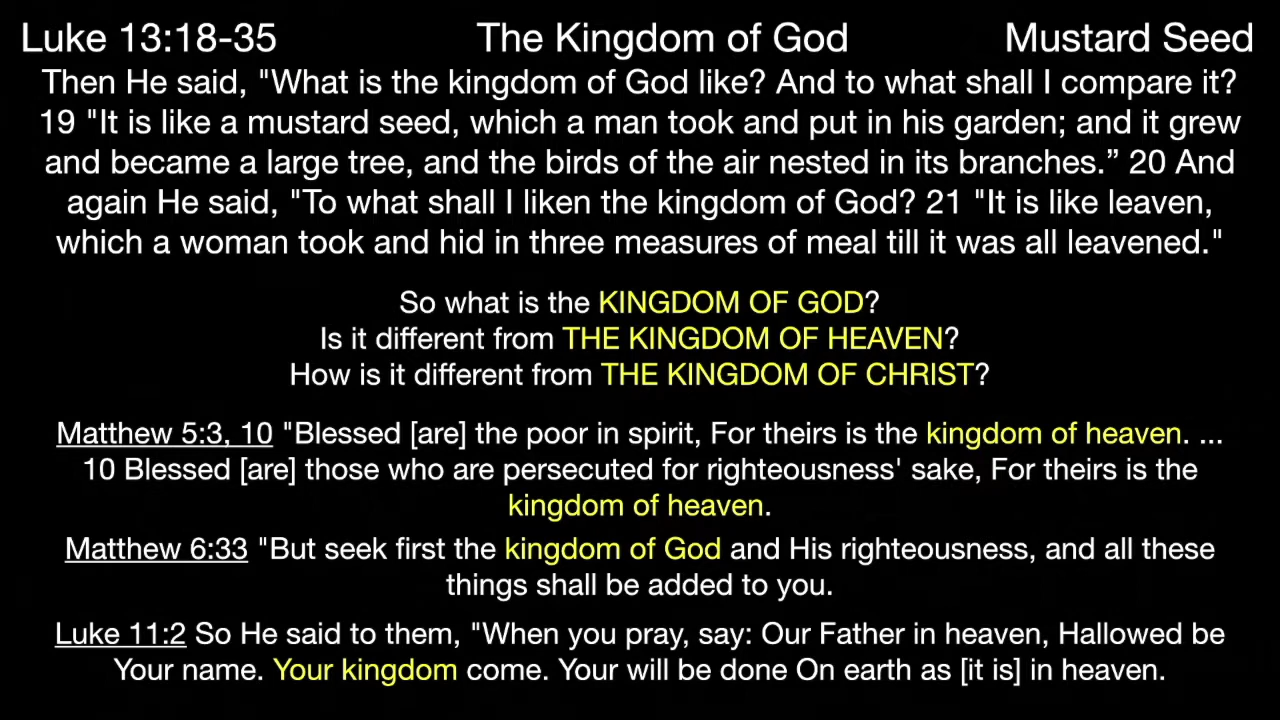 Luke 13:18-35 The Kingdom of God Mustard Seed
Then He said, "What is the kingdom of God like? And to what shall I compare it?
19 "It is like a mustard seed, which a man took and put in his garden; and it grew
and became a large tree, and the birds of the air nested in its branches.” 20 And
again He said, "To what shall I liken the kingdom of God? 21 "It is like leaven,
which a woman took and hid in three measures of meal till it was all leavened."
So what is the KINGDOM OF GOD?
Is it different from THE KINGDOM OF HEAVEN?
How is it different from THE KINGDOM OF CHRIST?
Matthew 5:3, 10 "Blessed [are] the poor in spirit, For theirs is the kingdom of heaven. ...
10 Blessed [are] those who are persecuted for righteousness' sake, For theirs is the
kingdom of heaven.
Matthew 6:33 "But seek first the kingdom of God and His righteousness, and all these
things shall be added to you.
Luke 11:2 So He said to them, "When you pray, say: Our Father in heaven, Hallowed be
Your name. Your kingdom come. Your will be done On earth as [it is] in heaven.